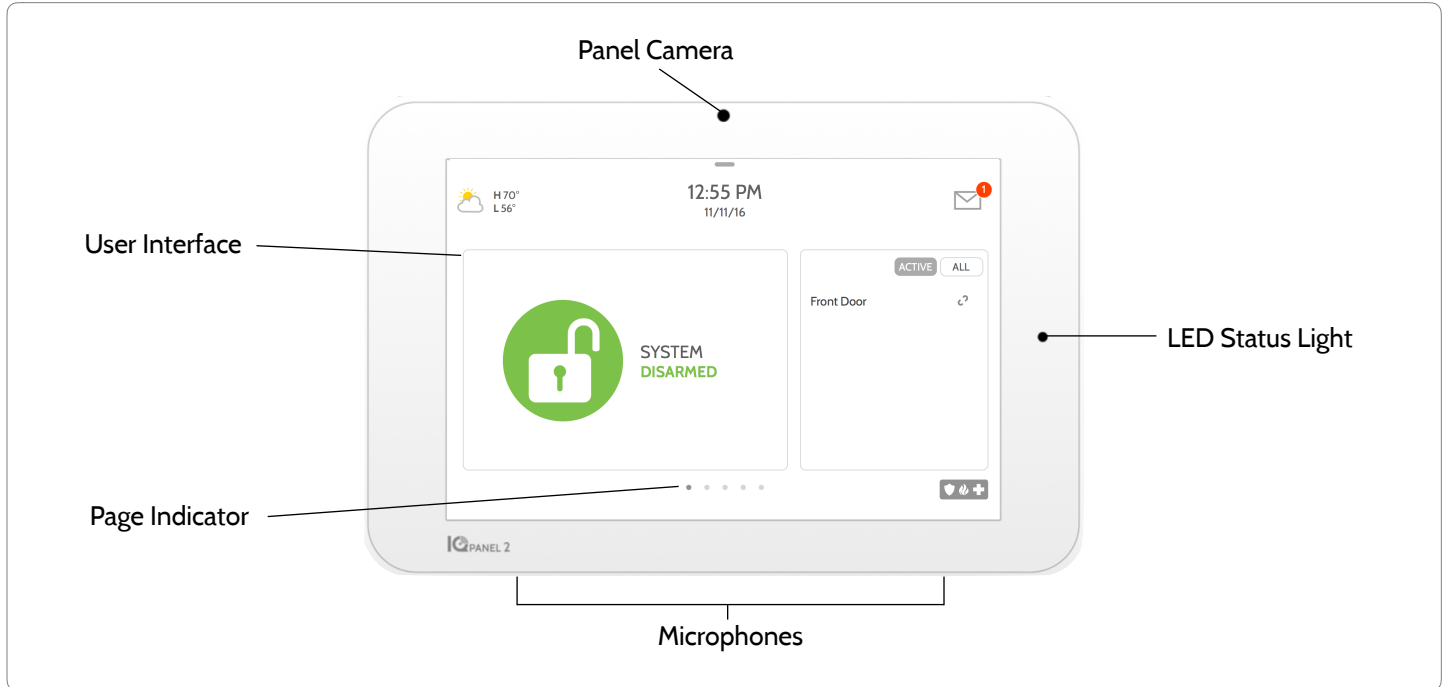 Panel Camera
H 70°
L 56°
12:55 PM
11/11/16
1
User Interface
ACTIVE
ALL
Front Door
SYSTEM
DISARMED
LED Status Light
Page Indicator
IQ PANEL 2
Microphones